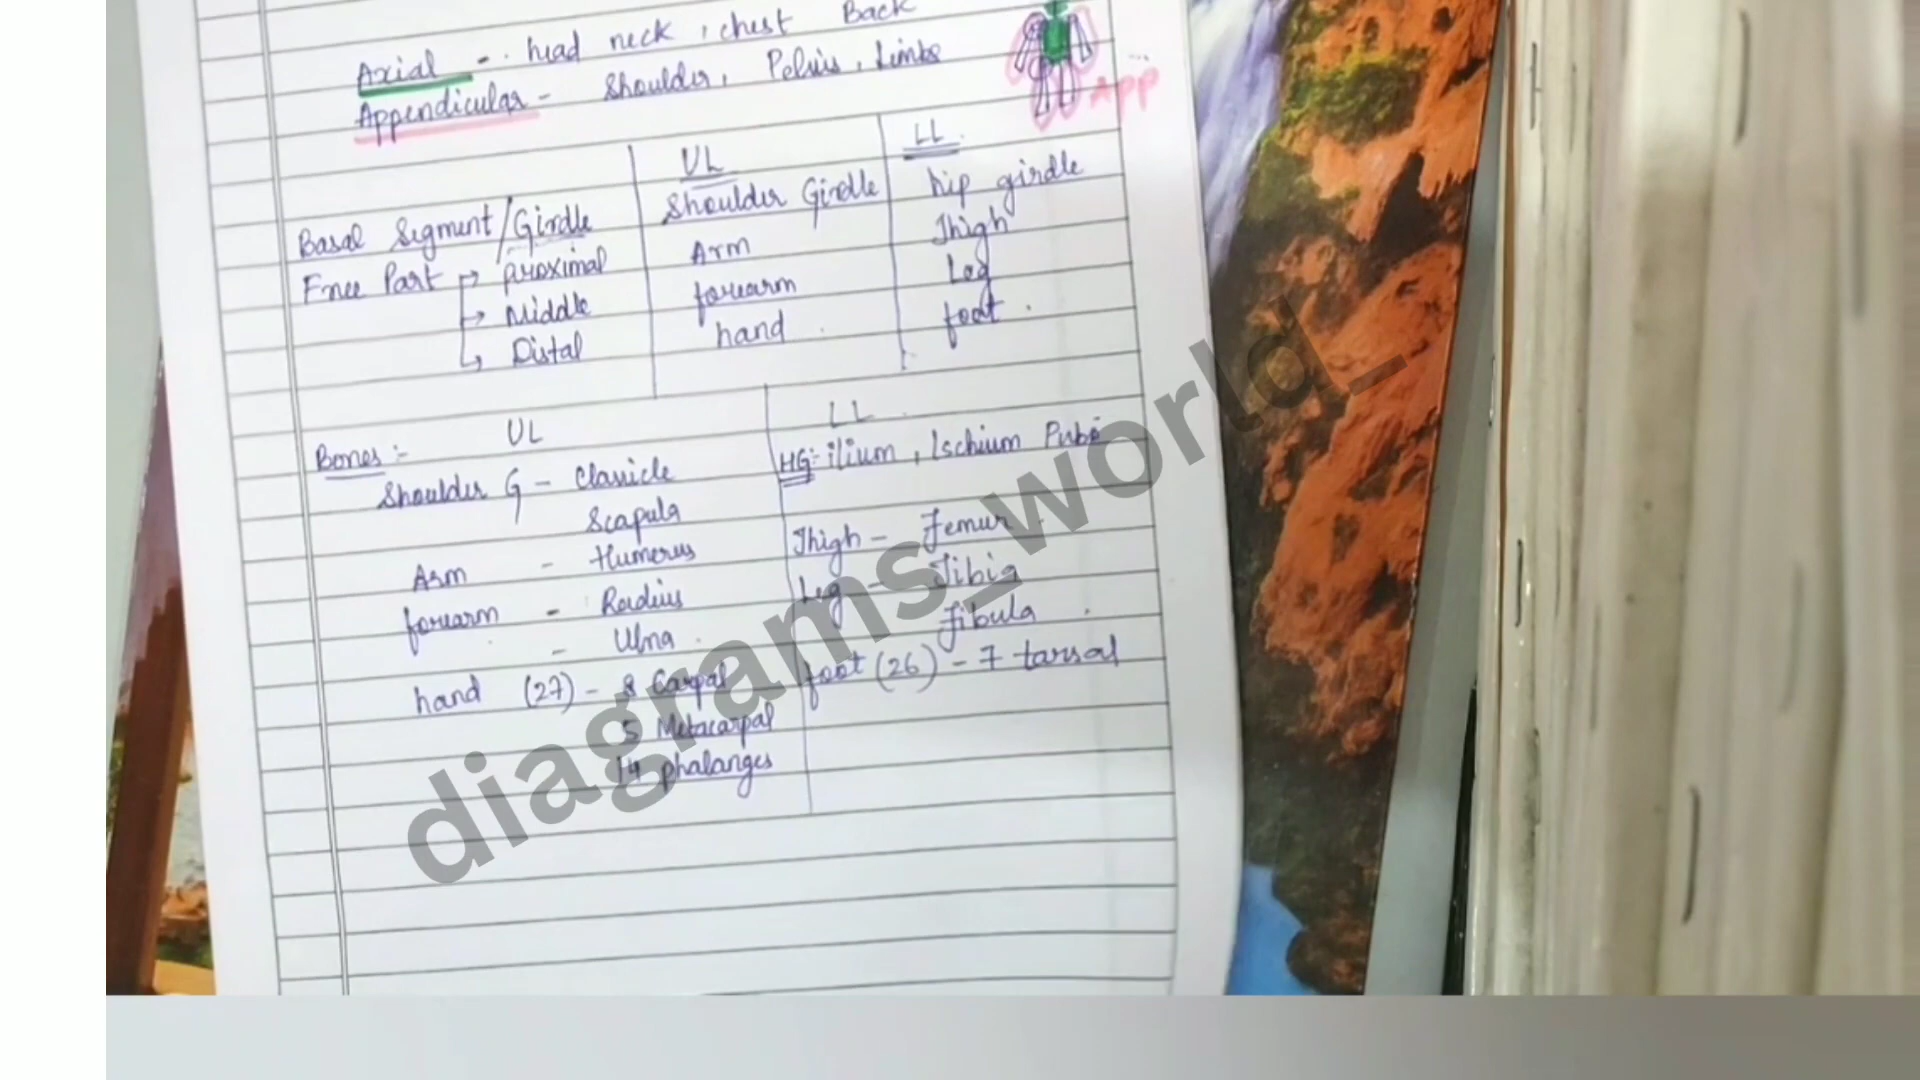 Axial - head neck, chest Back
Appendicular - Shoulder, Pelvis, Limbs
APP
UL LL
Basal Segment/Girdle Shoulder Girdle hip girdle
Free Part → proximal Arm Thigh
→ Middle forearm Leg
→ Distal hand foot
UL LL
Bones :-
Shoulder G - Clavicle HG:- ilium, Ischium Pubis
Scapula
Arm - Humerus Thigh - Femur
forearm - Radius Leg - Tibia
- Ulna Fibula
hand (27) - 8 Carpal foot (26) - 7 tarsal
5 Metacarpal
14 phalanges
diagrams_world_